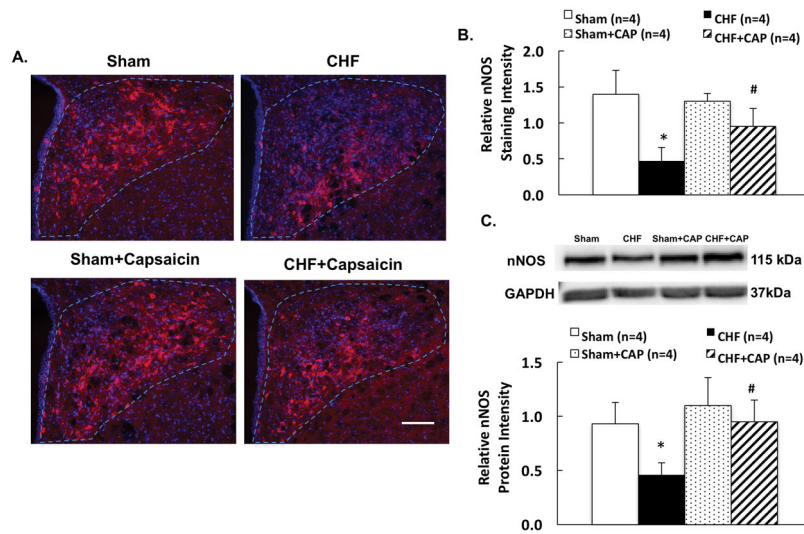 A.
Sham
CHF
Sham+Capsaicin
CHF+Capsaicin
B.
Sham (n=4)
CHF (n=4)
Sham+CAP (n=4)
CHF+CAP (n=4)
Relative nNOS
Staining Intensity
2.0
1.5
1.0
0.5
0.0
*
#
C.
Sham CHF Sham+CAP CHF+CAP
nNOS 115 kDa
GAPDH 37kDa
Sham (n=4)
CHF (n=4)
Sham+CAP (n=4)
CHF+CAP (n=4)
Relative nNOS
Protein Intensity
1.5
1.0
0.5
0.0
*
#